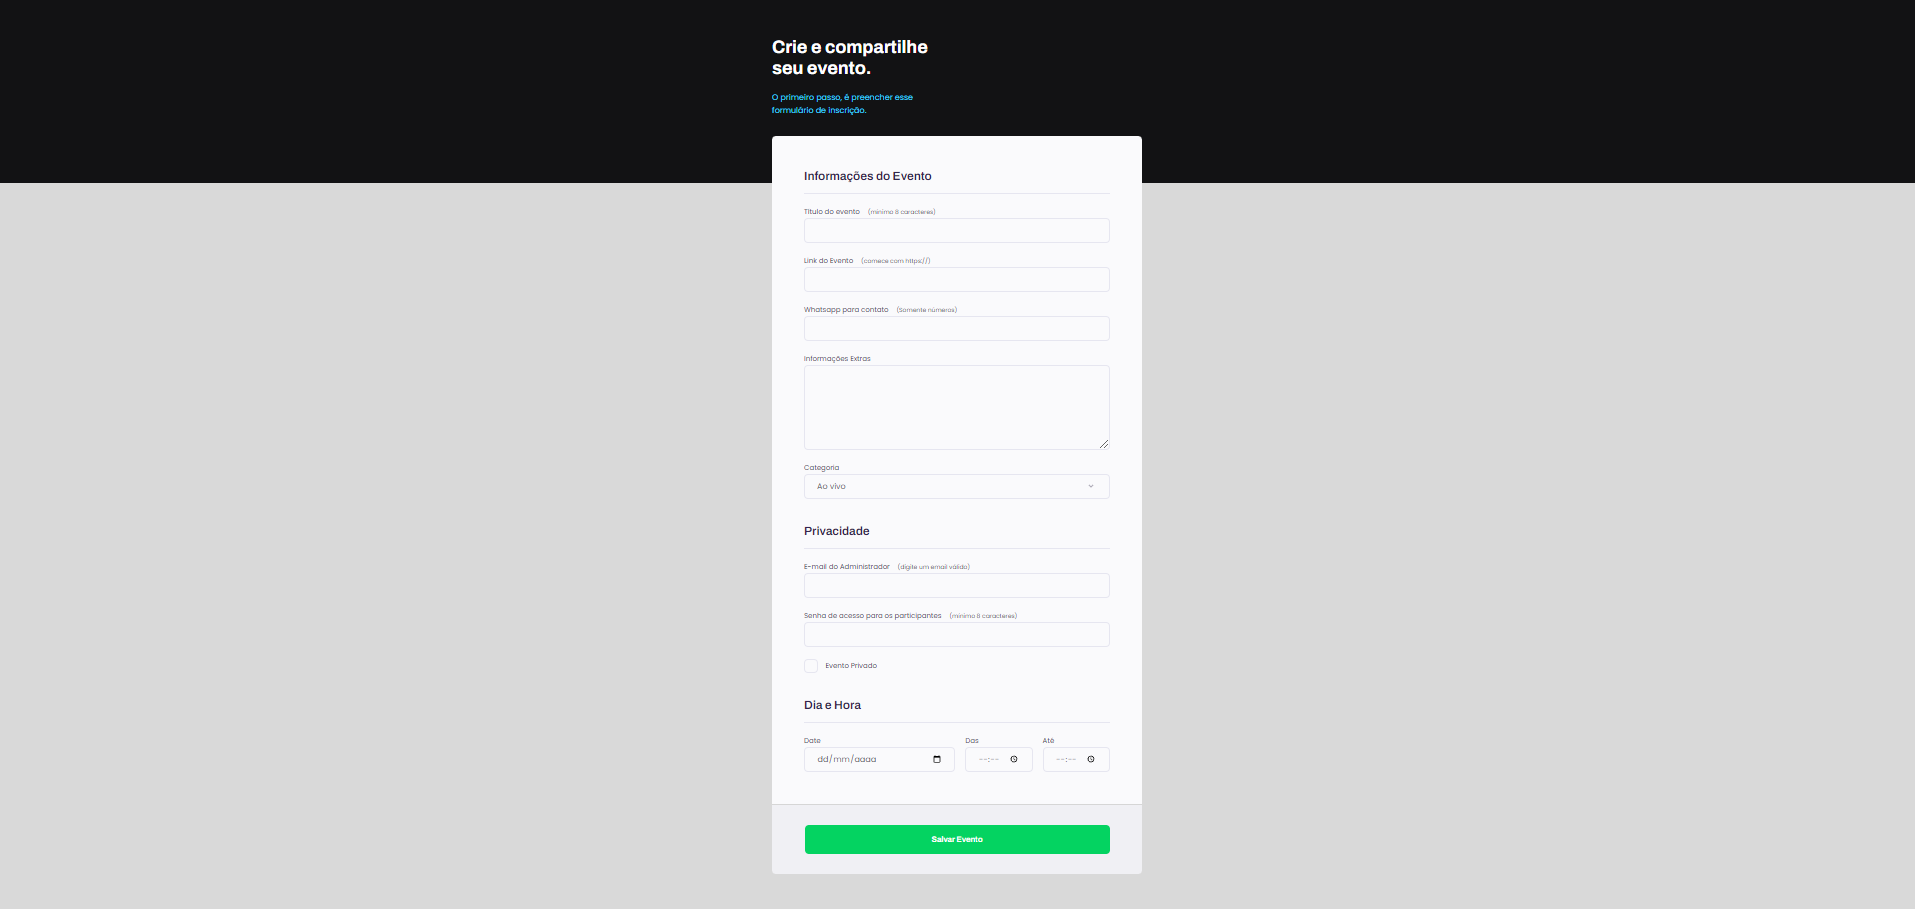 Crie e compartilhe
seu evento.
O primeiro passo, é preencher esse
formulário de inscrição.
Informações do Evento
Título do evento (mínimo 8 caracteres)
Link do Evento (comece com https://)
Whatsapp para contato (Somente números)
Informações Extras
Categoria
Ao vivo
Privacidade
E-mail do Administrador (digite um email válido)
Senha de acesso para os participantes (mínimo 8 caracteres)
Evento Privado
Dia e Hora
Date Das Até
dd/mm/aaaa --:-- --:--
Salvar Evento